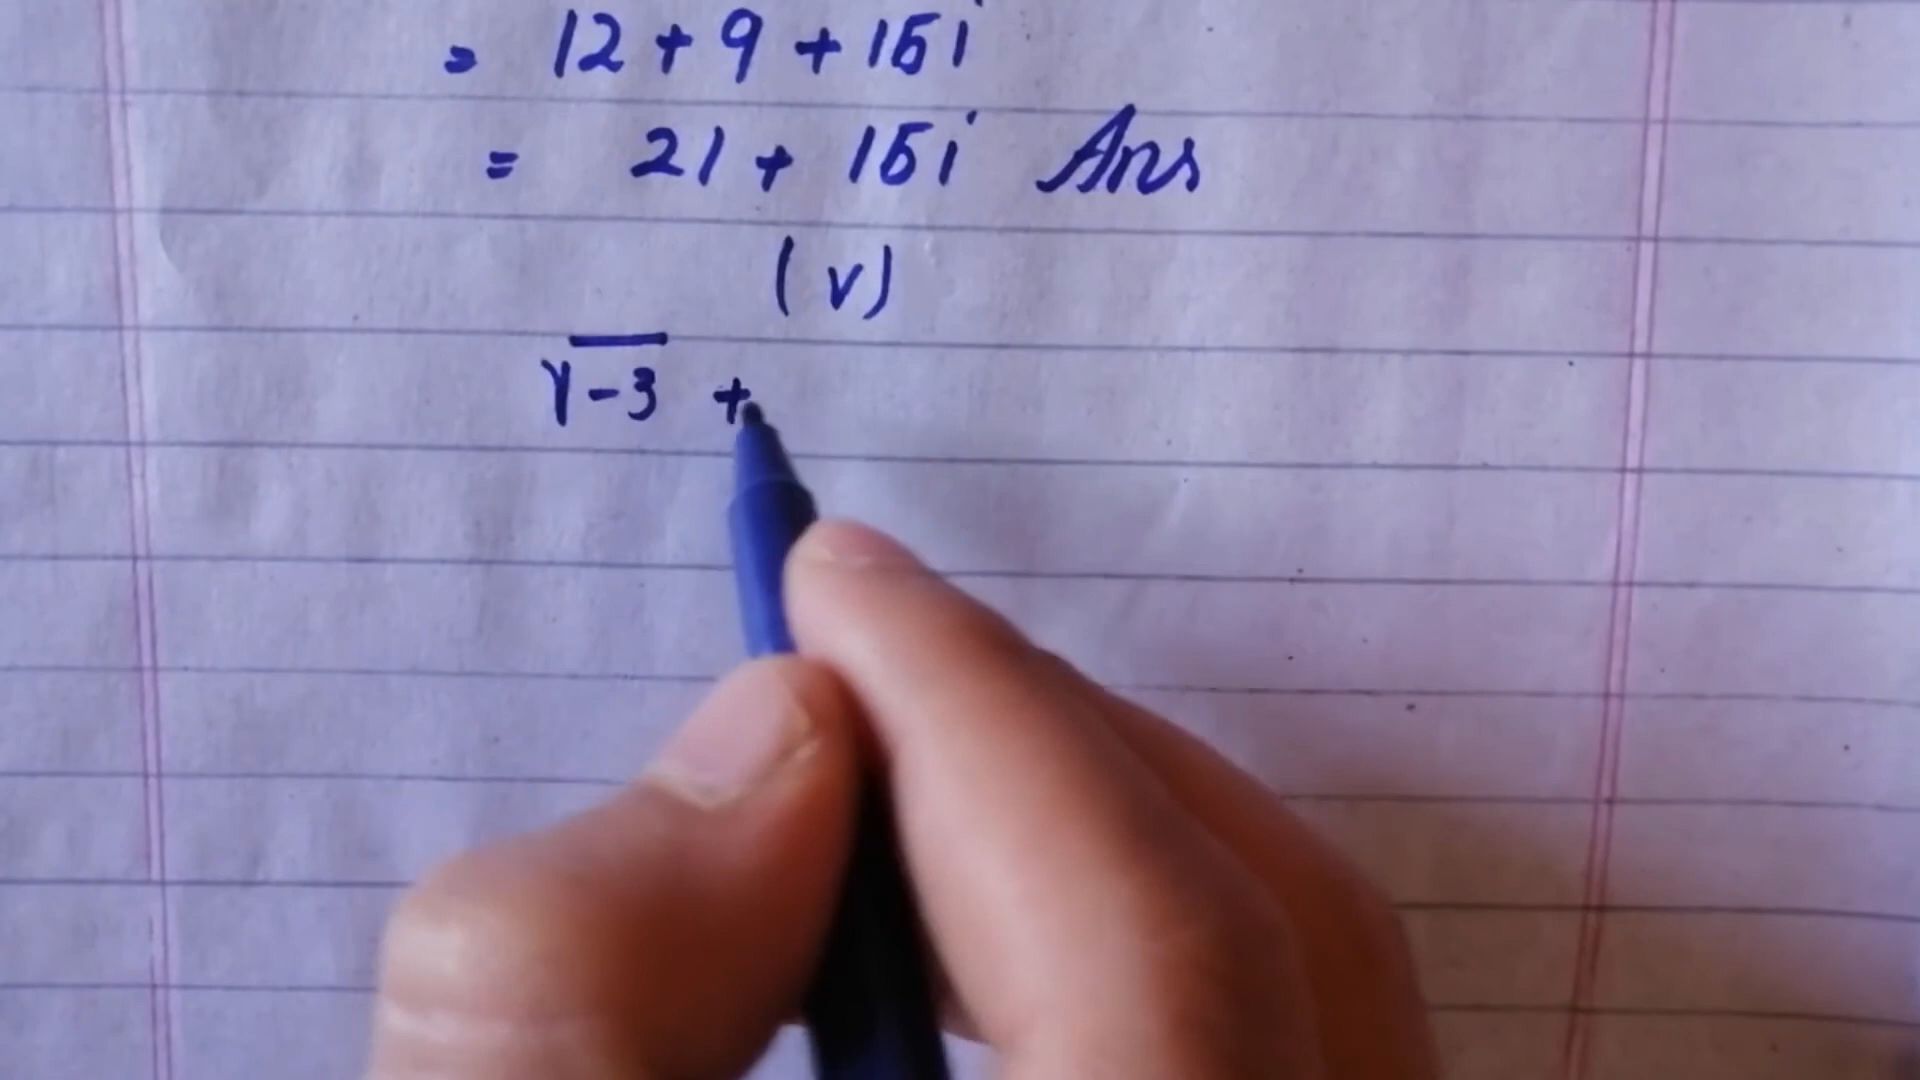 = 12 + 9 + 15i
= 21 + 15i Ans
(v)
√-3 +